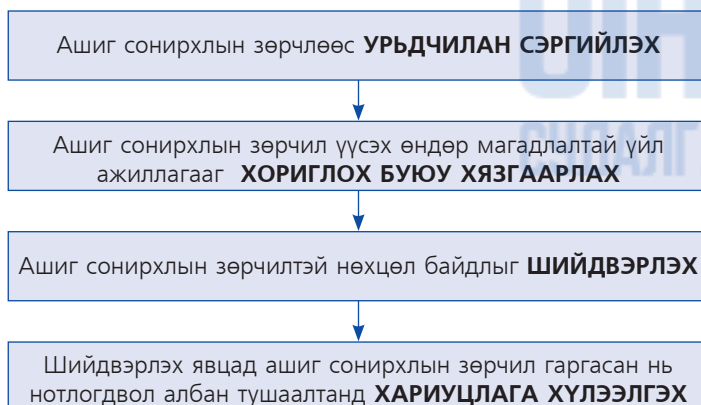 Ашиг сонирхлын зөрчлөөс УРЬДЧИЛАН СЭРГИЙЛЭХ
Ашиг сонирхлын зөрчил үүсэх өндөр магадлалтай үйл
ажиллагааг ХОРИГЛОХ БУЮУ ХЯЗГААРЛАХ
Ашиг сонирхлын зөрчилтэй нөхцөл байдлыг ШИЙДВЭРЛЭХ
Шийдвэрлэх явцад ашиг сонирхлын зөрчил гаргасан нь
нотлогдвол албан тушаалтанд ХАРИУЦЛАГА ХҮЛЭЭЛГЭХ